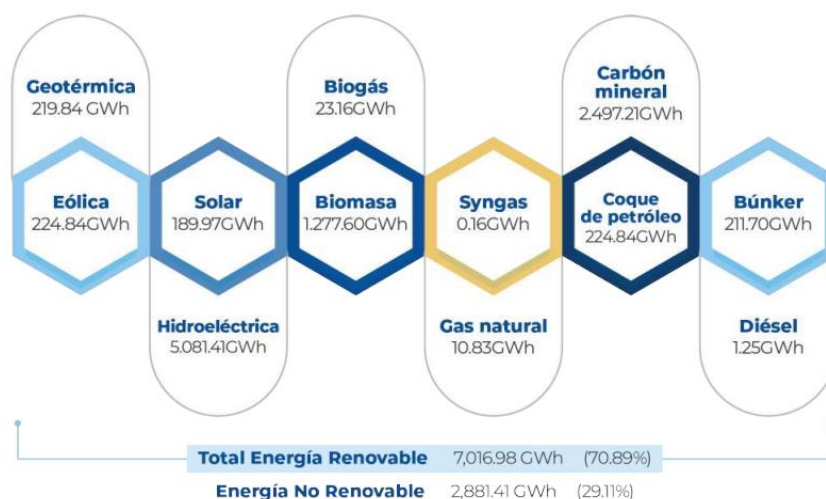 Geotérmica
219.84 GWh
Biogás
23.16GWh
Carbón
mineral
2.497.21GWh
Eólica
224.84GWh
Solar
189.97GWh
Biomasa
1.277.60GWh
Syngas
0.16GWh
Coque
de petróleo
224.84GWh
Búnker
211.70GWh
Hidroeléctrica
5.081.41GWh
Gas natural
10.83GWh
Diésel
1.25GWh
Total Energía Renovable 7,016.98 GWh (70.89%)
Energía No Renovable 2,881.41 GWh (29.11%)